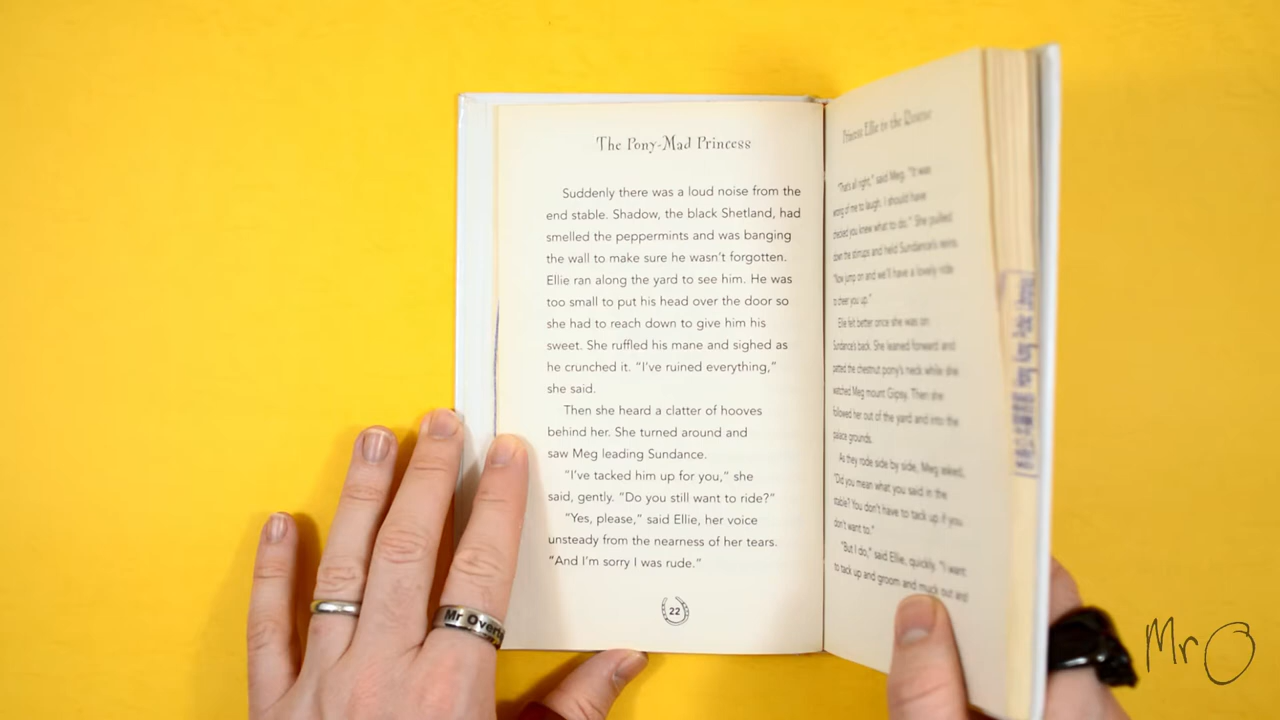 The Pony-Mad Princess
Suddenly there was a loud noise from the
end stable. Shadow, the black Shetland, had
smelled the peppermints and was banging
the wall to make sure he wasn't forgotten.
Ellie ran along the yard to see him. He was
too small to put his head over the door so
she had to reach down to give him his
sweet. She ruffled his mane and sighed as
he crunched it. “I've ruined everything,”
she said.
Then she heard a clatter of hooves
behind her. She turned around and
saw Meg leading Sundance.
“I've tacked him up for you,” she
said, gently. “Do you still want to ride?”
“Yes, please,” said Ellie, her voice
unsteady from the nearness of her tears.
“And I'm sorry I was rude.”
22
Princess Ellie to the Rescue
“That's all right,” said Meg. “It was
wrong of me to laugh. I should have
checked you knew what to do.” She pulled
down the stirrups and held Sundance's reins.
“Now jump on and we'll have a lovely ride
to cheer you up.”
Ellie felt better once she was on
Sundance's back. She leaned forward and
patted the chestnut pony's neck while she
watched Meg mount Gipsy. Then she
followed her out of the yard and into the
palace grounds.
As they rode side by side, Meg asked,
“Did you mean what you said in the
stable? You don't have to tack up if you
don't want to.”
“But I do,” said Ellie, quickly. “I want
to tack up and groom and muck out and
Mr Overt
Mr O